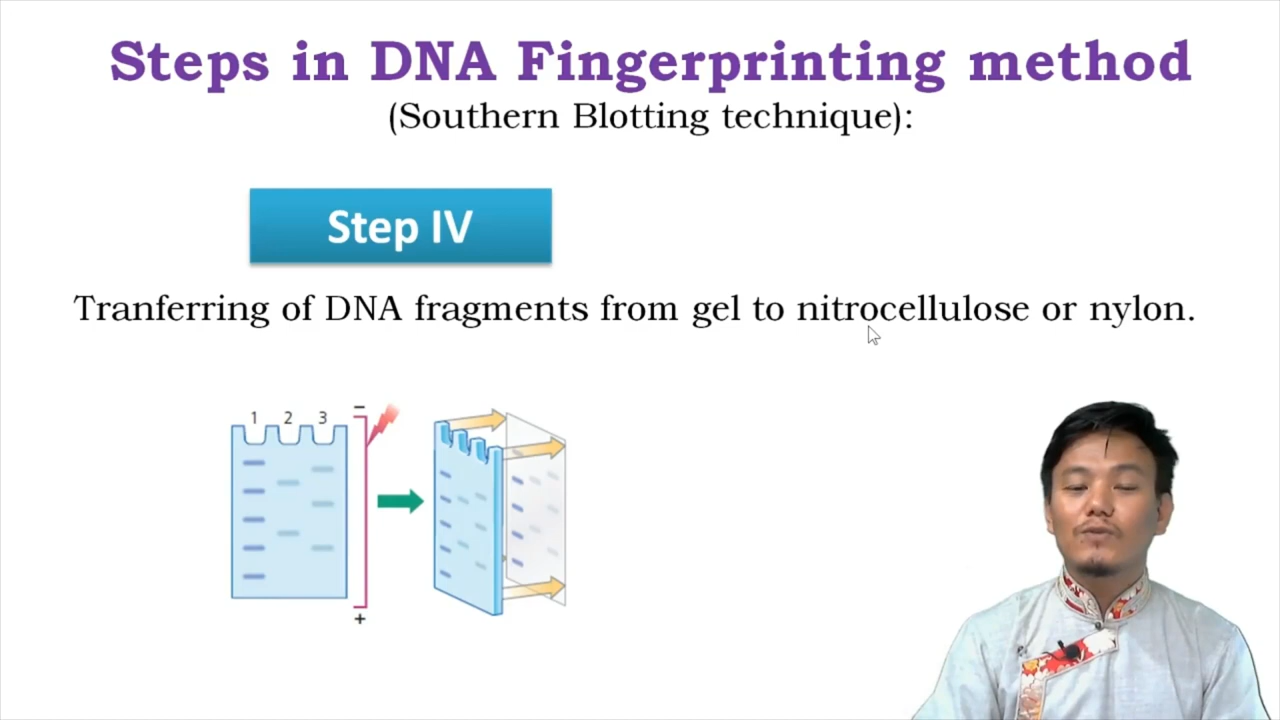 Steps in DNA Fingerprinting method
(Southern Blotting technique):
Step IV
Tranferring of DNA fragments from gel to nitrocellulose or nylon.
1 2 3 −
+